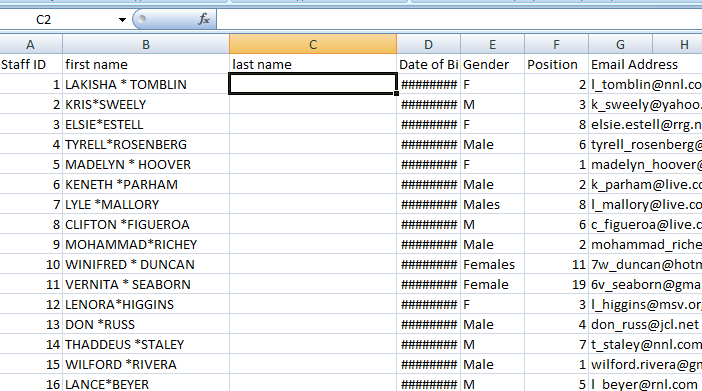 C2 fx
A B C D E F G H
Staff ID first name last name Date of Bi Gender Position Email Address
1 LAKISHA * TOMBLIN ######## F 2 l_tomblin@nnl.co
2 KRIS*SWEELY ######## M 3 k_sweely@yahoo.
3 ELSIE*ESTELL ######## F 8 elsie.estell@rrg.n
4 TYRELL*ROSENBERG ######## Male 6 tyrell_rosenberg@
5 MADELYN * HOOVER ######## F 1 madelyn_hoover@
6 KENETH *PARHAM ######## Male 2 k_parham@live.co
7 LYLE *MALLORY ######## Males 8 l_mallory@live.co
8 CLIFTON *FIGUEROA ######## M 6 c_figueroa@live.c
9 MOHAMMAD*RICHEY ######## Male 2 mohammad_riche
10 WINIFRED * DUNCAN ######## Females 11 7w_duncan@hotm
11 VERNITA * SEABORN ######## Female 19 6v_seaborn@gma
12 LENORA*HIGGINS ######## F 3 l_higgins@msv.org
13 DON *RUSS ######## Male 4 don_russ@jcl.net
14 THADDEUS *STALEY ######## M 7 t_staley@nnl.com
15 WILFORD *RIVERA ######## Male 1 wilford.rivera@gm
16 LANCE*BEYER ######## M 5 l_beyer@rnl.com